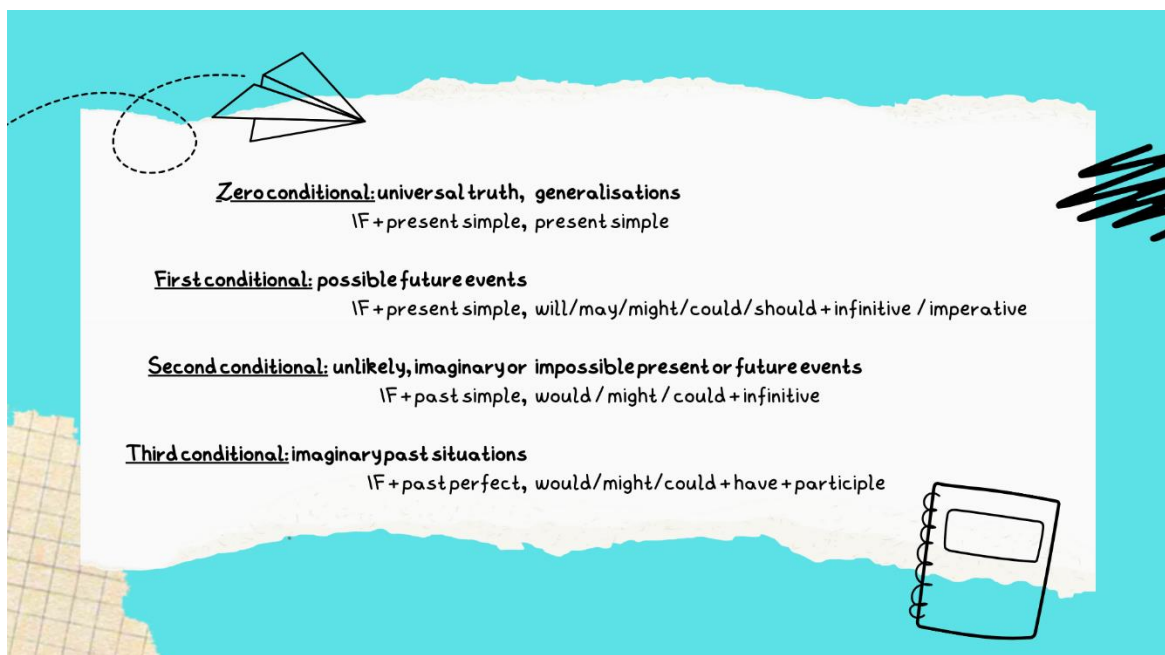 Zero conditional: universal truth, generalisations
IF + present simple, present simple
First conditional: possible future events
IF + present simple, will/may/might/could/should + infinitive / imperative
Second conditional: unlikely, imaginary or impossible present or future events
IF + past simple, would / might / could + infinitive
Third conditional: imaginary past situations
IF + past perfect, would/might/could + have + participle